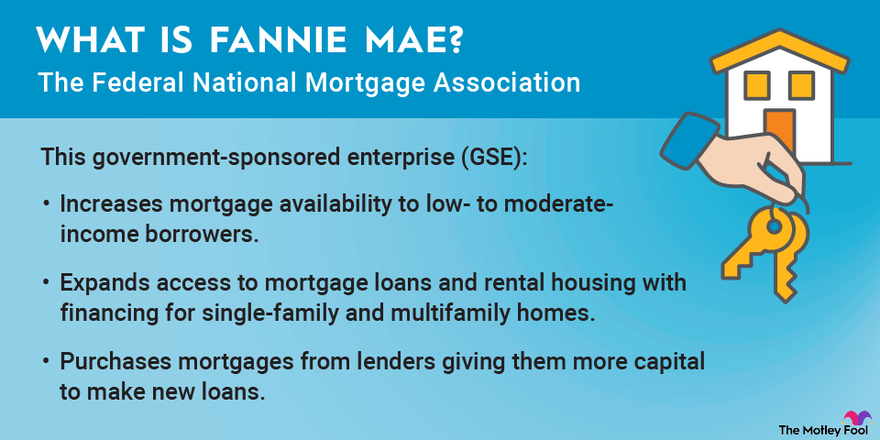 WHAT IS FANNIE MAE?
The Federal National Mortgage Association
This government-sponsored enterprise (GSE):
• Increases mortgage availability to low- to moderate-
income borrowers.
• Expands access to mortgage loans and rental housing with
financing for single-family and multifamily homes.
• Purchases mortgages from lenders giving them more capital
to make new loans.
The Motley Fool